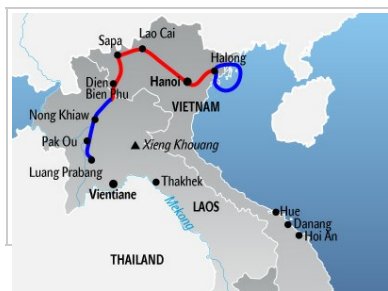 Sapa
Lao Cai
Halong
Hanoi
Dien
Bien Phu
VIETNAM
Nong Khiaw
Pak Ou
Xieng Khouang
Luang Prabang
Thakhek
Vientiane
LAOS
Mekong
Hue
Danang
Hoi An
THAILAND